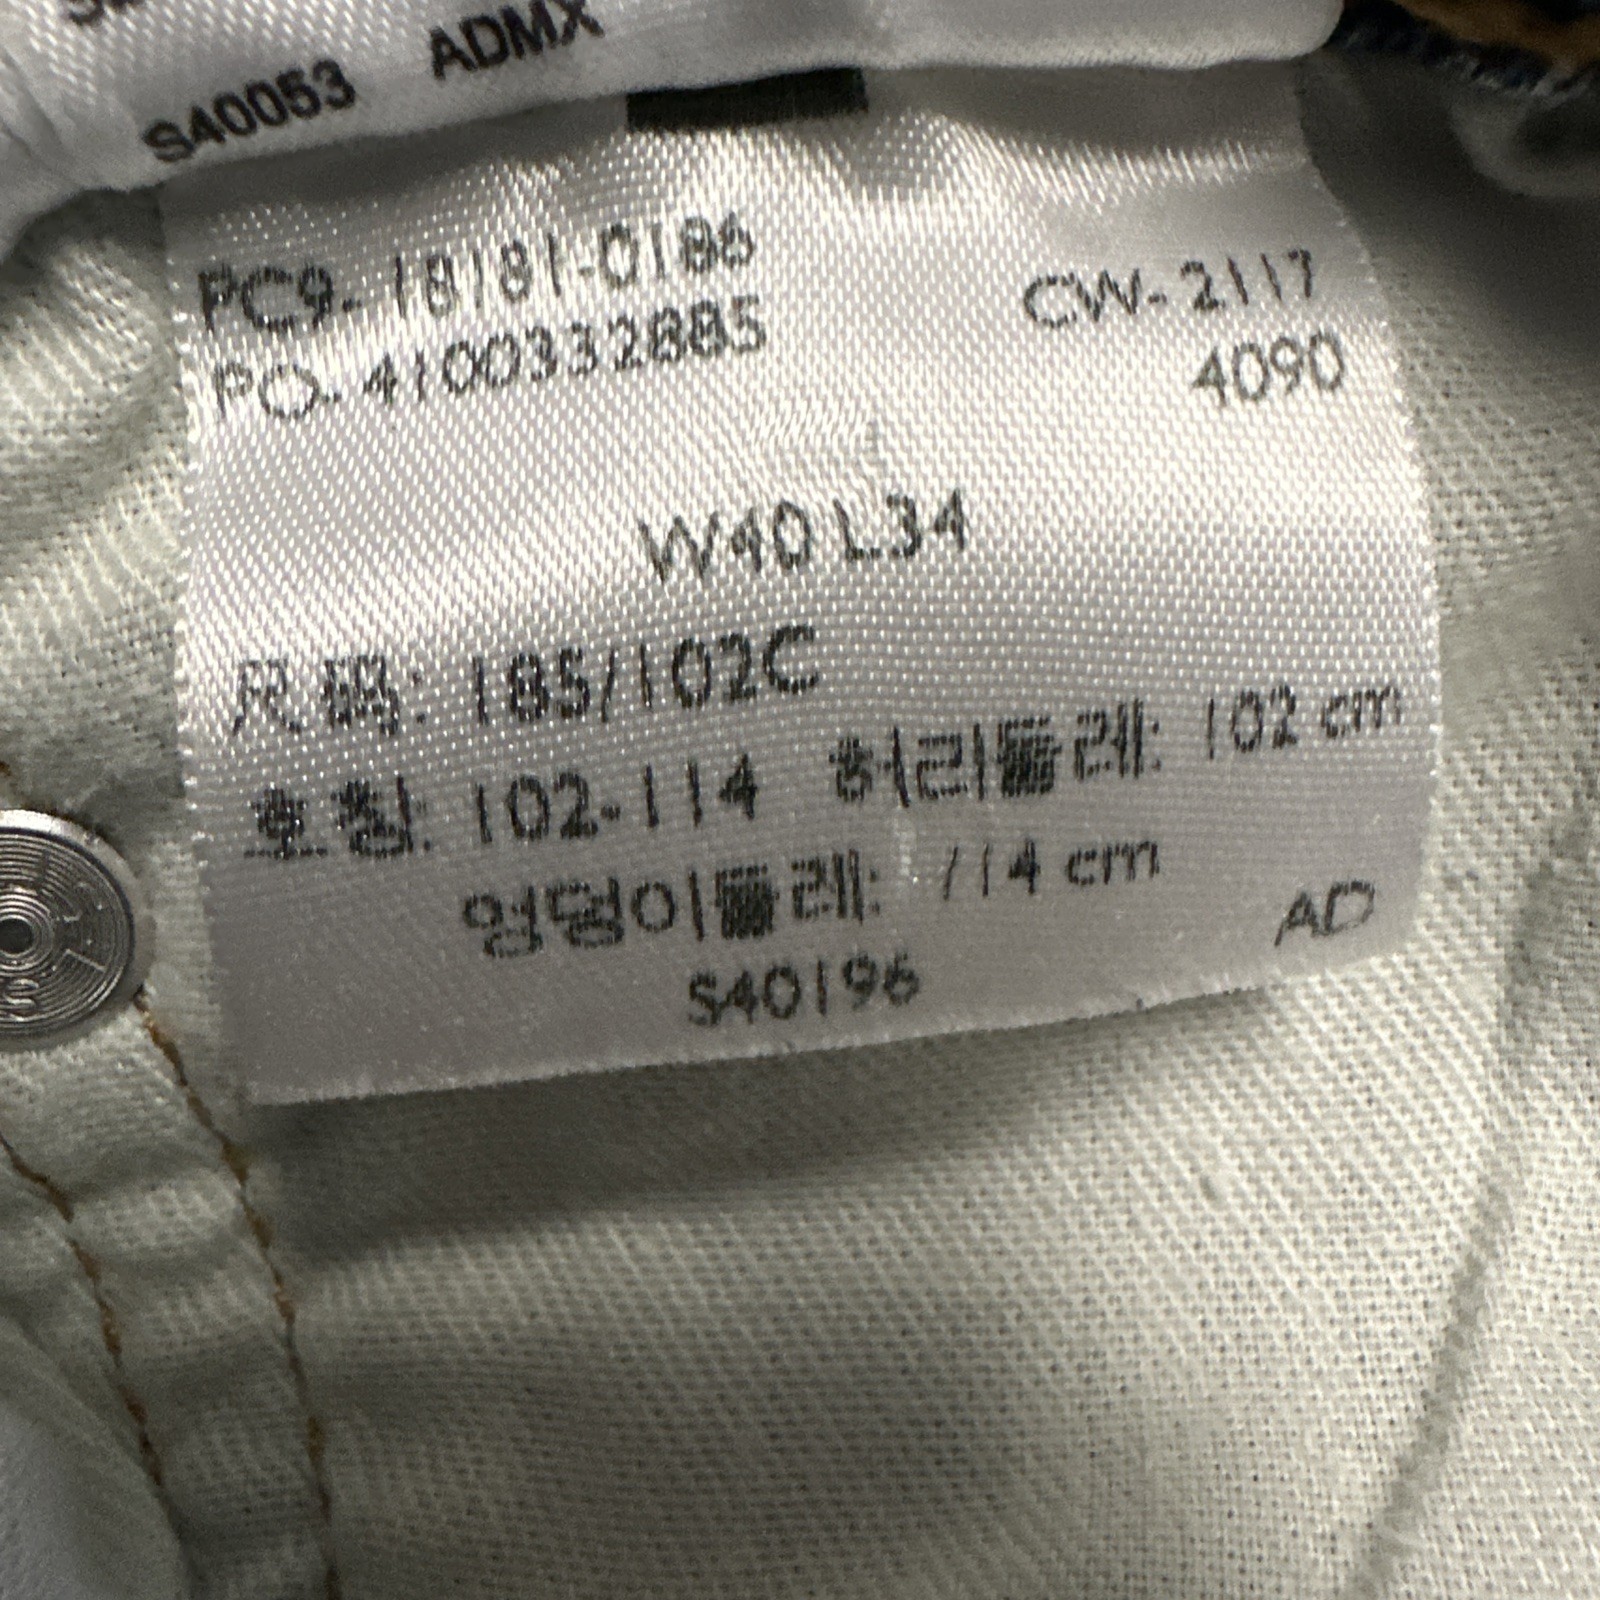 S40053 ADMX
PC9-18181-0186 CW-2117
PO-4100332885 4090
W40 L34
尺码: 185/102C
호칭: 102-114 허리둘레: 102 cm
엉덩이둘레: 114 cm
AD
S40196